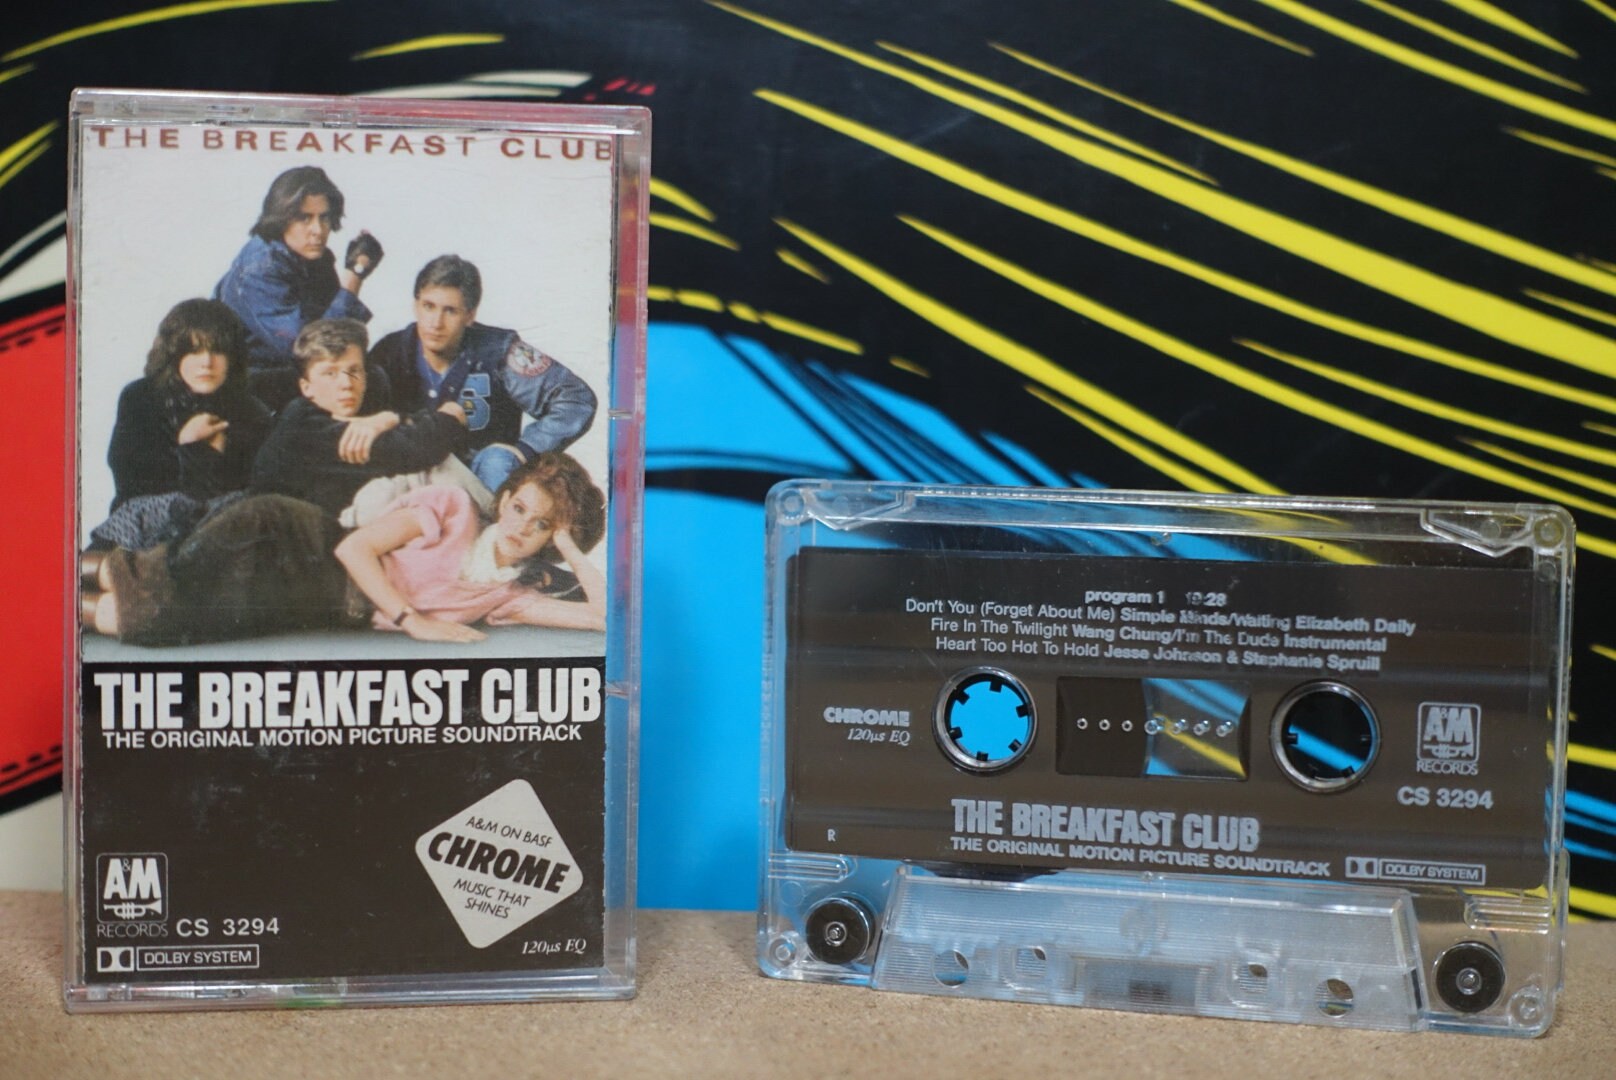 THE BREAKFAST CLUB
THE BREAKFAST CLUB
THE ORIGINAL MOTION PICTURE SOUNDTRACK
A&M ON BASF
CHROME
MUSIC THAT
SHINES
120µs EQ
A&M
RECORDS CS 3294
DOLBY SYSTEM
program 1 19:28
Don't You (Forget About Me) Simple Minds/Waiting Elizabeth Daily
Fire In The Twilight Wang Chung/I'm The Dude Instrumental
Heart Too Hot To Hold Jesse Johnson & Stephanie Spruill
CHROME
120µs EQ
A&M
RECORDS
CS 3294
R
THE BREAKFAST CLUB
THE ORIGINAL MOTION PICTURE SOUNDTRACK
DOLBY SYSTEM